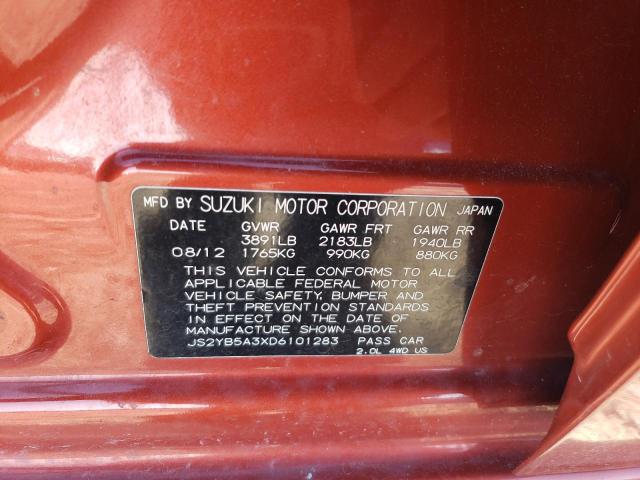 MFD BY SUZUKI MOTOR CORPORATION JAPAN
DATE GVWR GAWR FRT GAWR RR
3891LB 2183LB 1940LB
08/12 1765KG 990KG 880KG
THIS VEHICLE CONFORMS TO ALL
APPLICABLE FEDERAL MOTOR
VEHICLE SAFETY, BUMPER AND
THEFT PREVENTION STANDARDS
IN EFFECT ON THE DATE OF
MANUFACTURE SHOWN ABOVE.
JS2YB5A3XD6101283 PASS CAR
2.0L 4WD US